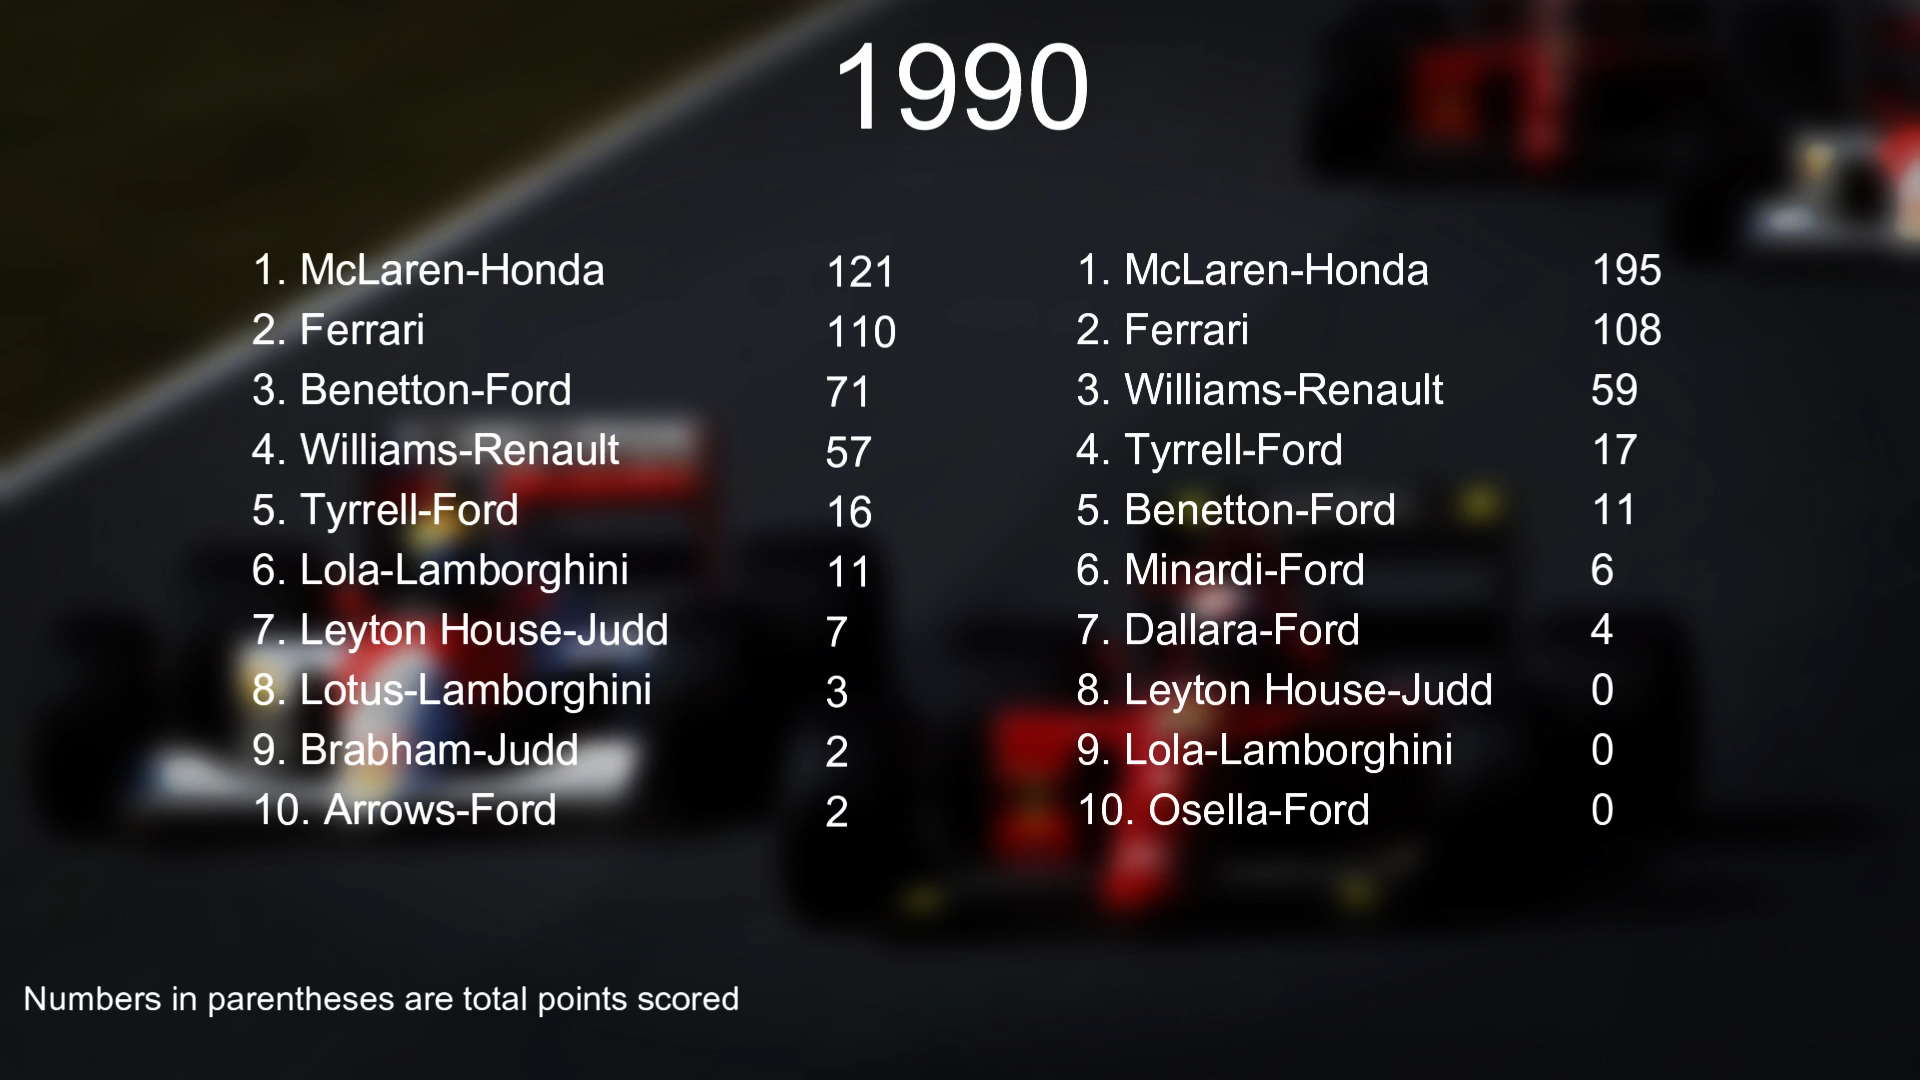 1990
1. McLaren-Honda 121
2. Ferrari 110
3. Benetton-Ford 71
4. Williams-Renault 57
5. Tyrrell-Ford 16
6. Lola-Lamborghini 11
7. Leyton House-Judd 7
8. Lotus-Lamborghini 3
9. Brabham-Judd 2
10. Arrows-Ford 2
1. McLaren-Honda 195
2. Ferrari 108
3. Williams-Renault 59
4. Tyrrell-Ford 17
5. Benetton-Ford 11
6. Minardi-Ford 6
7. Dallara-Ford 4
8. Leyton House-Judd 0
9. Lola-Lamborghini 0
10. Osella-Ford 0
Numbers in parentheses are total points scored